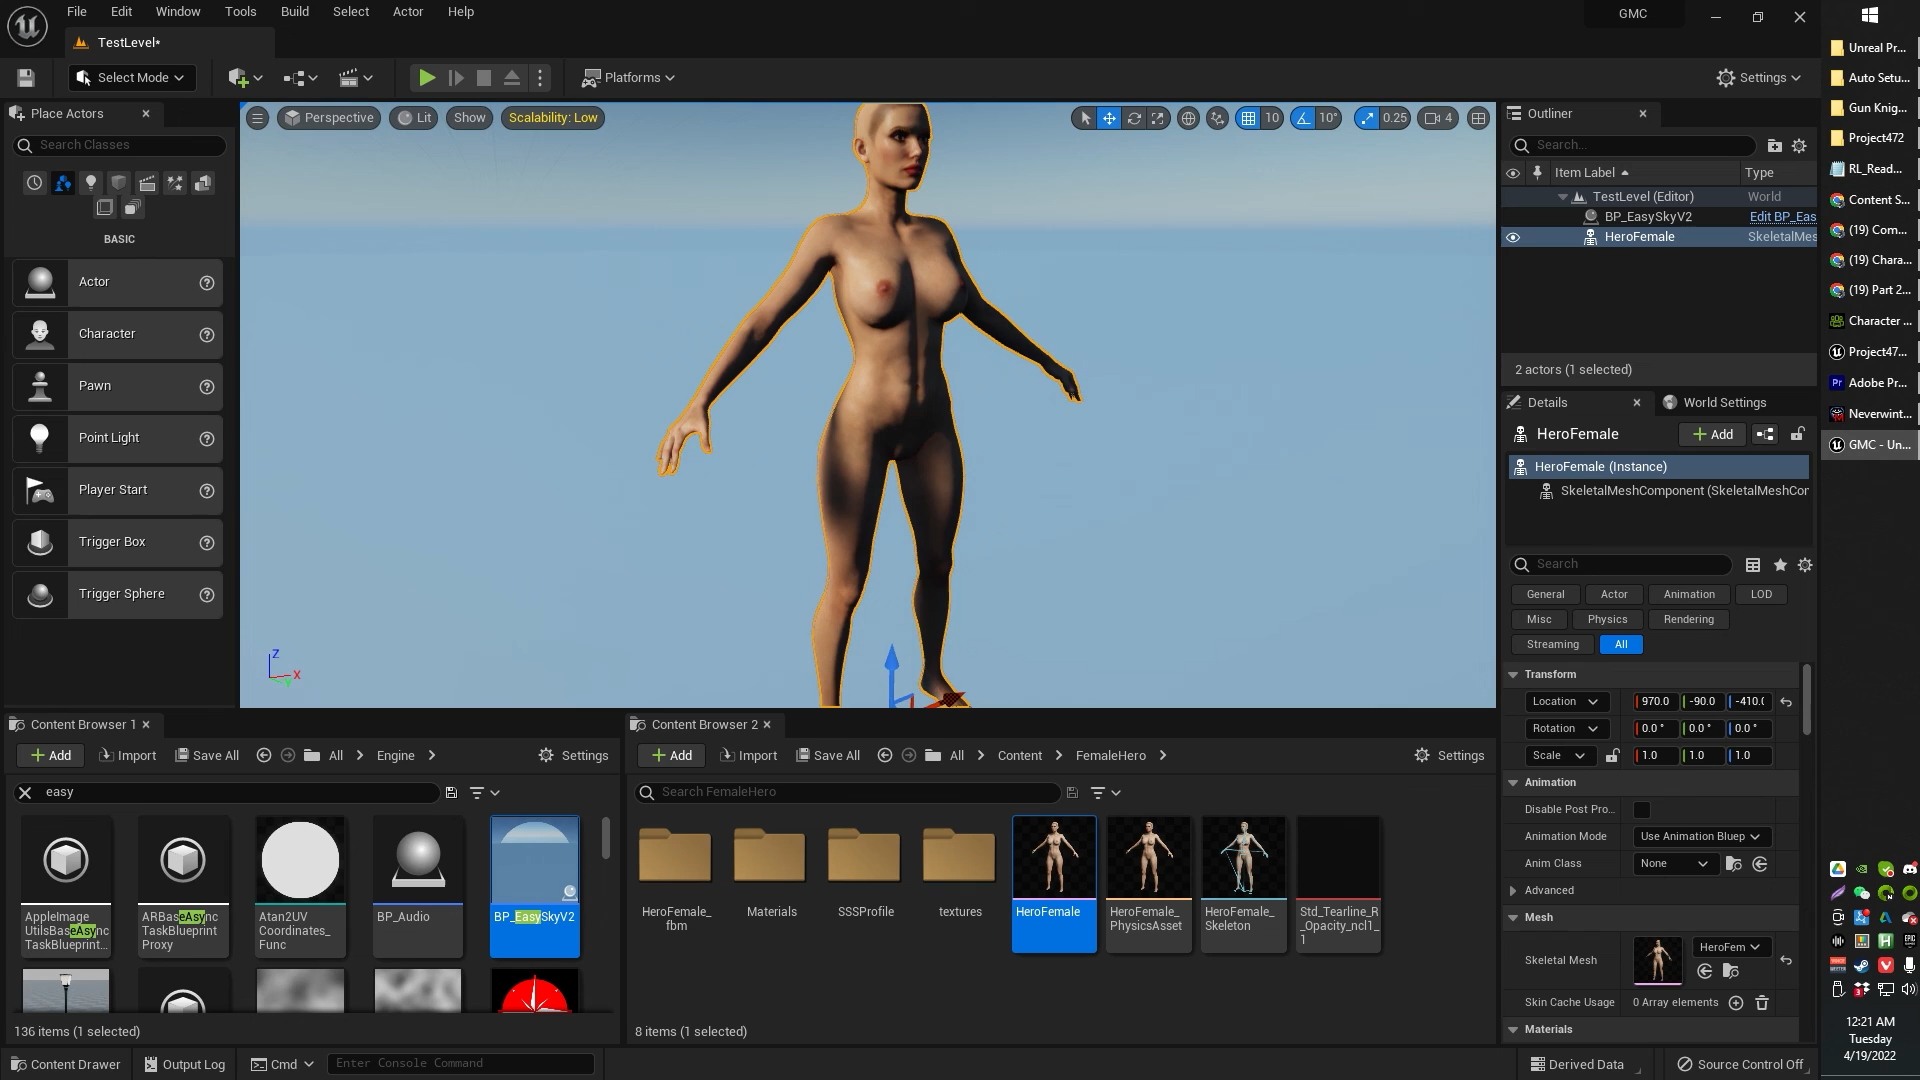 File Edit Window Tools Build Select Actor Help
GMC
TestLevel*
Select Mode
Platforms
Settings
Place Actors
Search Classes
BASIC
Actor
Character
Pawn
Point Light
Player Start
Trigger Box
Trigger Sphere
Perspective Lit Show Scalability: Low
10 10° 0.25 4
Z
X
Outliner
Search...
Item Label Type
TestLevel (Editor) World
BP_EasySkyV2 Edit BP_Eas
HeroFemale SkeletalMes
2 actors (1 selected)
Details World Settings
HeroFemale Add
HeroFemale (Instance)
SkeletalMeshComponent (SkeletalMeshCor
Search
General Actor Animation LOD
Misc Physics Rendering
Streaming All
Transform
Location 970.0 -90.0 -410.(
Rotation 0.0 ° 0.0 ° 0.0 °
Scale 1.0 1.0 1.0
Animation
Disable Post Pro...
Animation Mode Use Animation Bluep
Anim Class None
Advanced
Mesh
Skeletal Mesh HeroFem
Skin Cache Usage 0 Array elements
Materials
Content Browser 1
Add Import Save All All Engine Settings
easy
AppleImage
UtilsBaseAsync
TaskBlueprint...
ARBaseAsync
TaskBlueprint
Proxy
Atan2UV
Coordinates_
Func
BP_Audio
BP_EasySkyV2
136 items (1 selected)
Content Browser 2
Add Import Save All All Content FemaleHero Settings
Search FemaleHero
HeroFemale_
fbm
Materials
SSSProfile
textures
HeroFemale
HeroFemale_
PhysicsAsset
HeroFemale_
Skeleton
Std_Tearline_R
_Opacity_ncl1_
1
8 items (1 selected)
Content Drawer Output Log Cmd Enter Console Command
Derived Data Source Control Off
Unreal Pr...
Auto Setu...
Gun Knig...
Project472
RL_Read...
Content S...
(19) Com...
(19) Chara...
(19) Part 2...
Character ...
Project47...
Adobe Pr...
Neverwint...
GMC - Un...
12:21 AM
Tuesday
4/19/2022